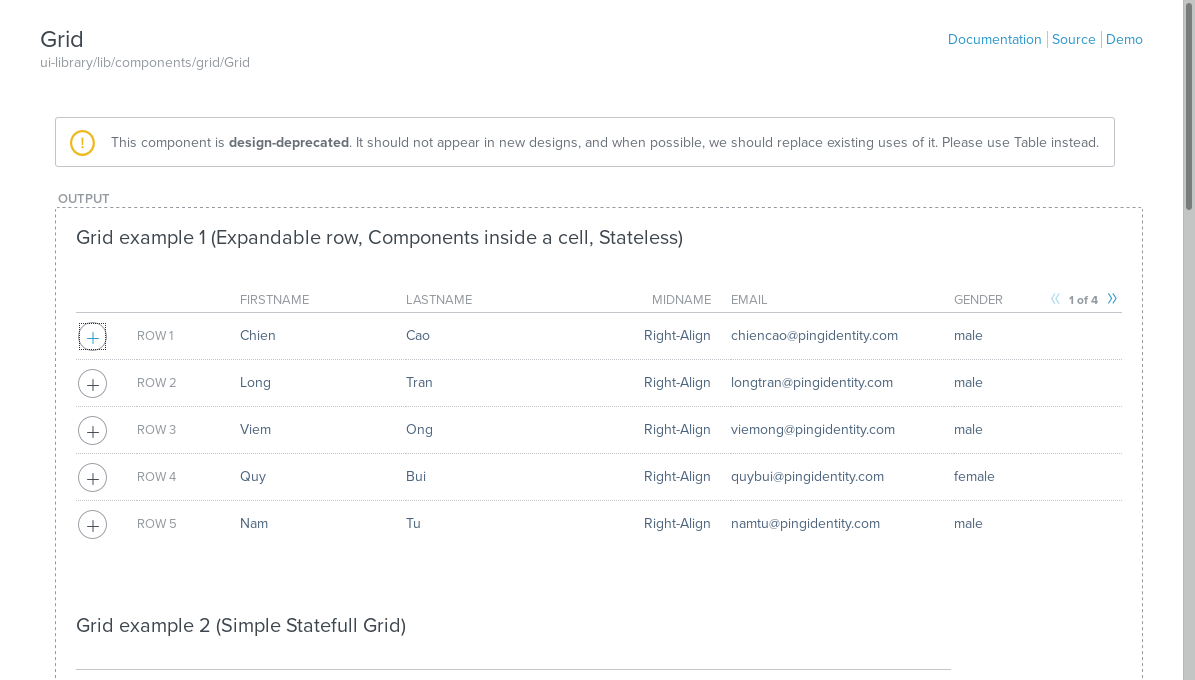 Grid
Documentation Source Demo
ui-library/lib/components/grid/Grid
! This component is design-deprecated. It should not appear in new designs, and when possible, we should replace existing uses of it. Please use Table instead.
OUTPUT
Grid example 1 (Expandable row, Components inside a cell, Stateless)
FIRSTNAME LASTNAME MIDNAME EMAIL GENDER « 1 of 4 »
+ ROW 1 Chien Cao Right-Align chiencao@pingidentity.com male
+ ROW 2 Long Tran Right-Align longtran@pingidentity.com male
+ ROW 3 Viem Ong Right-Align viemong@pingidentity.com male
+ ROW 4 Quy Bui Right-Align quybui@pingidentity.com female
+ ROW 5 Nam Tu Right-Align namtu@pingidentity.com male
Grid example 2 (Simple Statefull Grid)